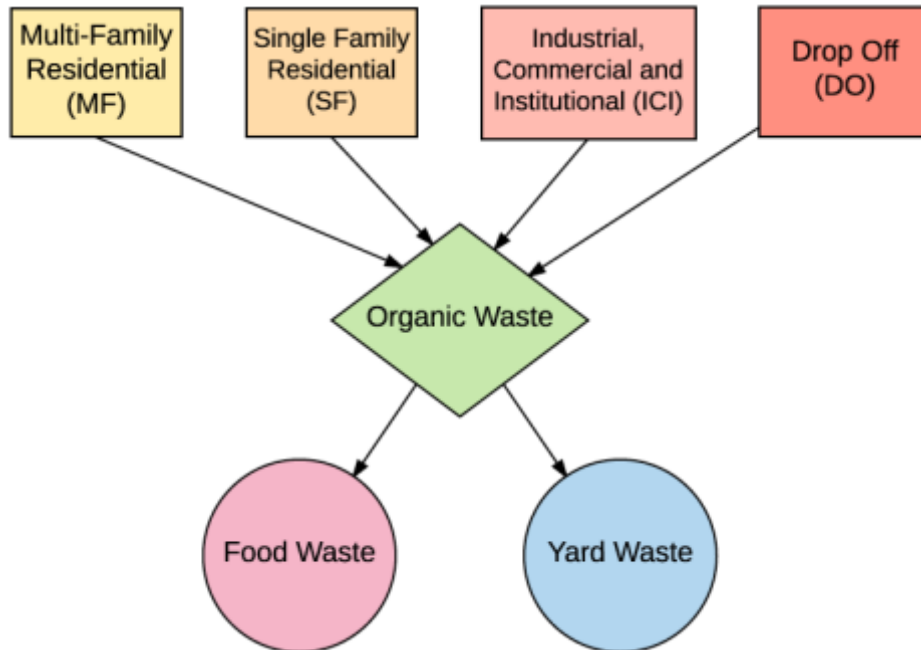 Multi-Family
Residential
(MF)
Single Family
Residential
(SF)
Industrial,
Commercial and
Institutional (ICI)
Drop Off
(DO)
Organic Waste
Food Waste
Yard Waste